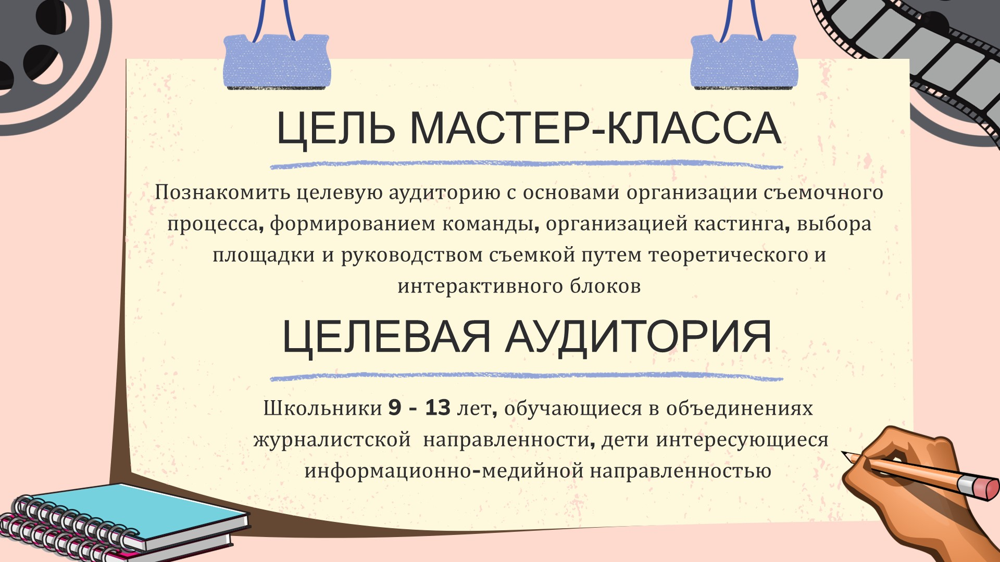 ЦЕЛЬ МАСТЕР-КЛАССА
Познакомить целевую аудиторию с основами организации съемочного
процесса, формированием команды, организацией кастинга, выбора
площадки и руководством съемкой путем теоретического и
интерактивного блоков
ЦЕЛЕВАЯ АУДИТОРИЯ
Школьники 9 - 13 лет, обучающиеся в объединениях
журналистской  направленности, дети интересующиеся
информационно-медийной направленностью